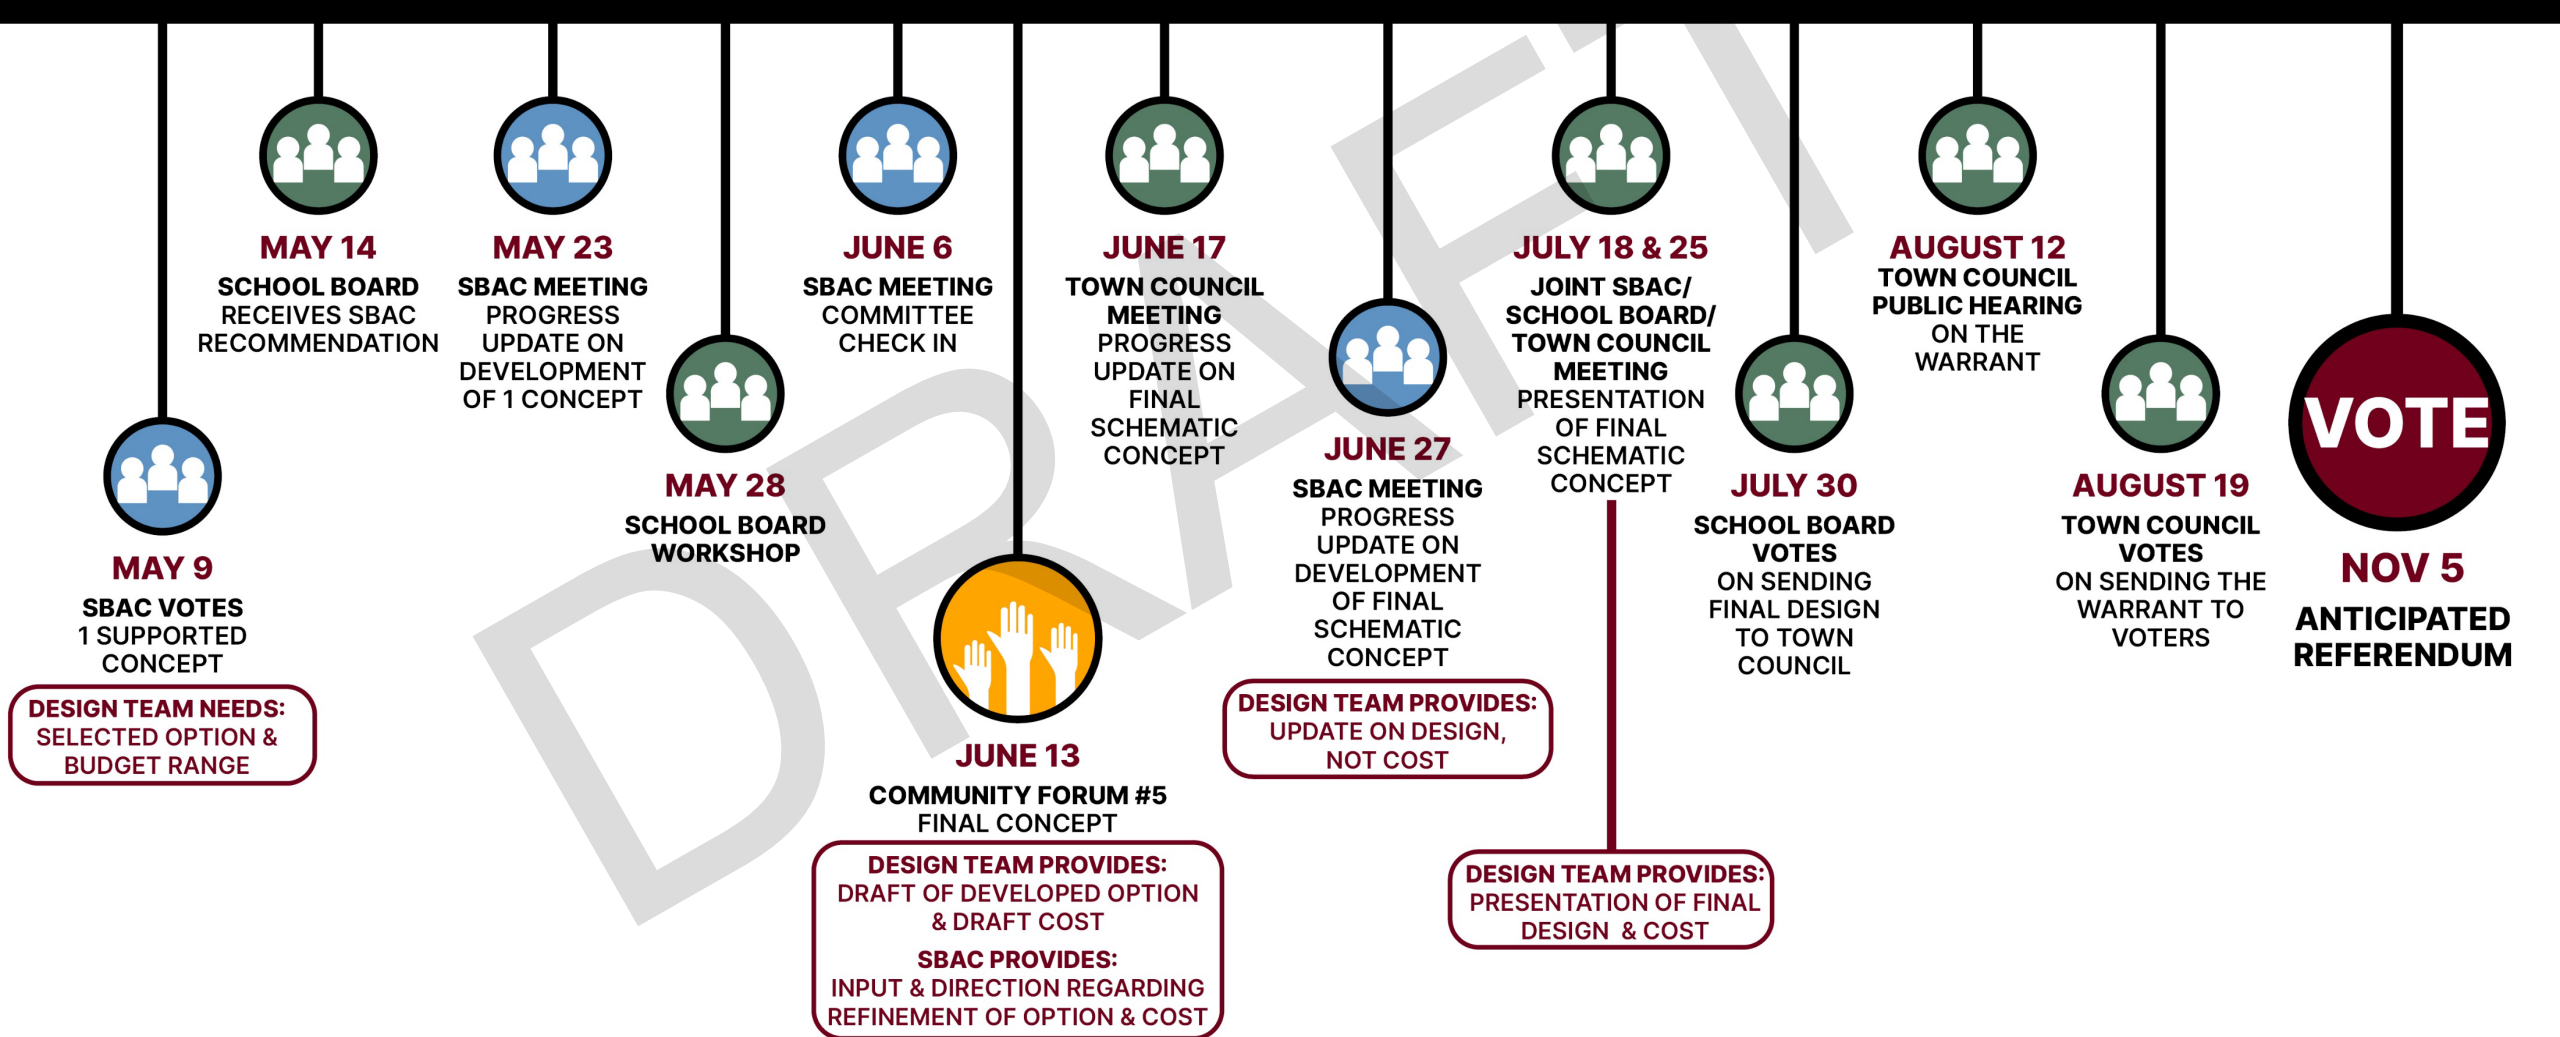 DRAFT
MAY 9
SBAC VOTES
1 SUPPORTED
CONCEPT
DESIGN TEAM NEEDS:
SELECTED OPTION &
BUDGET RANGE
MAY 14
SCHOOL BOARD
RECEIVES SBAC
RECOMMENDATION
MAY 23
SBAC MEETING
PROGRESS
UPDATE ON
DEVELOPMENT
OF 1 CONCEPT
MAY 28
SCHOOL BOARD
WORKSHOP
JUNE 6
SBAC MEETING
COMMITTEE
CHECK IN
JUNE 13
COMMUNITY FORUM #5
FINAL CONCEPT
DESIGN TEAM PROVIDES:
DRAFT OF DEVELOPED OPTION
& DRAFT COST
SBAC PROVIDES:
INPUT & DIRECTION REGARDING
REFINEMENT OF OPTION & COST
JUNE 17
TOWN COUNCIL
MEETING
PROGRESS
UPDATE ON
FINAL
SCHEMATIC
CONCEPT
JUNE 27
SBAC MEETING
PROGRESS
UPDATE ON
DEVELOPMENT
OF FINAL
SCHEMATIC
CONCEPT
DESIGN TEAM PROVIDES:
UPDATE ON DESIGN,
NOT COST
JULY 18 & 25
JOINT SBAC/
SCHOOL BOARD/
TOWN COUNCIL
MEETING
PRESENTATION
OF FINAL
SCHEMATIC
CONCEPT
DESIGN TEAM PROVIDES:
PRESENTATION OF FINAL
DESIGN & COST
JULY 30
SCHOOL BOARD
VOTES
ON SENDING
FINAL DESIGN
TO TOWN
COUNCIL
AUGUST 12
TOWN COUNCIL
PUBLIC HEARING
ON THE
WARRANT
AUGUST 19
TOWN COUNCIL
VOTES
ON SENDING THE
WARRANT TO
VOTERS
VOTE
NOV 5
ANTICIPATED
REFERENDUM